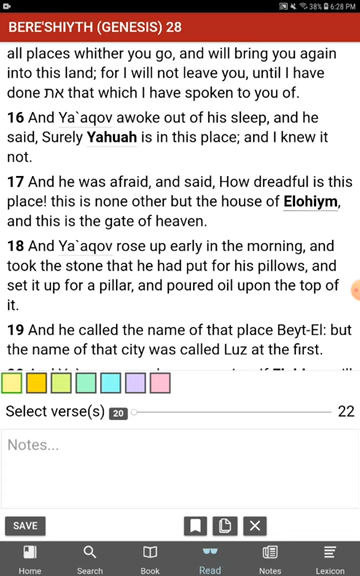 38% 6:28 PM
BERE'SHIYTH (GENESIS) 28
all places whither you go, and will bring you again
into this land; for I will not leave you, until I have
done את that which I have spoken to you of.
16 And Ya`aqov awoke out of his sleep, and he
said, Surely Yahuah is in this place; and I knew it
not.
17 And he was afraid, and said, How dreadful is this
place! this is none other but the house of Elohiym,
and this is the gate of heaven.
18 And Ya`aqov rose up early in the morning, and
took the stone that he had put for his pillows, and
set it up for a pillar, and poured oil upon the top of
it.
19 And he called the name of that place Beyt-El: but
the name of that city was called Luz at the first.
Select verse(s) 20 22
Notes...
SAVE
Home Search Book Read Notes Lexicon